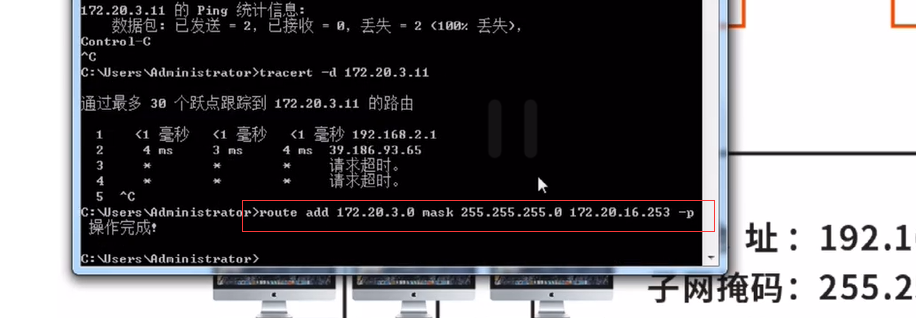 172.20.3.11 的 Ping 统计信息:
数据包: 已发送 = 2, 已接收 = 0, 丢失 = 2 (100% 丢失),
Control-C
^C
C:\Users\Administrator>tracert -d 172.20.3.11
通过最多 30 个跃点跟踪到 172.20.3.11 的路由
1 <1 毫秒 <1 毫秒 <1 毫秒 192.168.2.1
2 4 ms 3 ms 4 ms 39.186.93.65
3 * * * 请求超时。
4 * * * 请求超时。
5 ^C
C:\Users\Administrator>route add 172.20.3.0 mask 255.255.255.0 172.20.16.253 -p
操作完成!
C:\Users\Administrator>
址：192.1
子网掩码：255.2